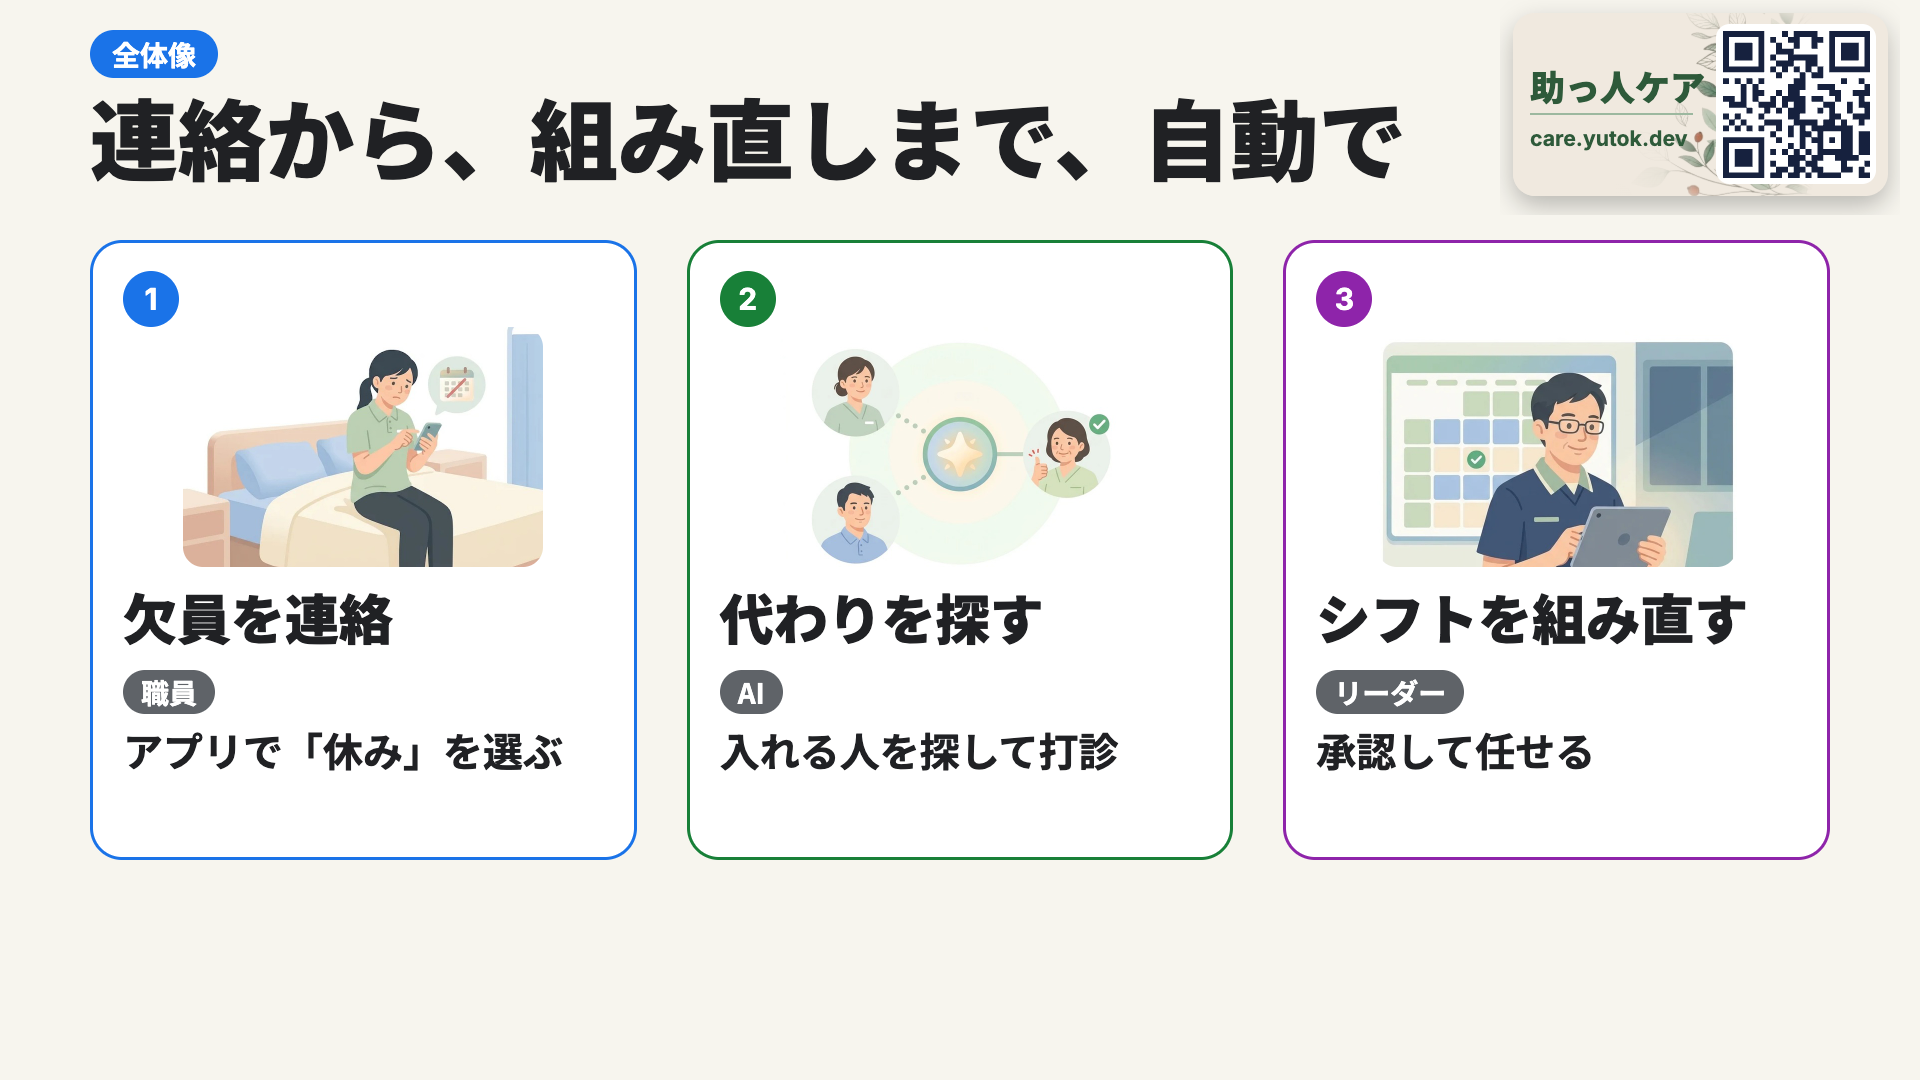 全体像
連絡から、組み直しまで、自動で
助っ人ケア
care.yutok.dev
1
欠員を連絡
職員
アプリで「休み」を選ぶ
2
代わりを探す
AI
入れる人を探して打診
3
シフトを組み直す
リーダー
承認して任せる